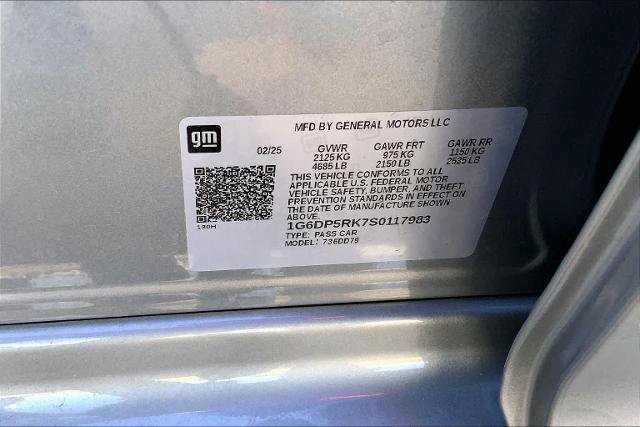 gm
MFD BY GENERAL MOTORS LLC
02/25 GVWR GAWR FRT GAWR RR
2125 KG 975 KG 1150 KG
4685 LB 2150 LB 2535 LB
THIS VEHICLE CONFORMS TO ALL
APPLICABLE U.S. FEDERAL MOTOR
VEHICLE SAFETY, BUMPER, AND THEFT
PREVENTION STANDARDS IN EFFECT ON
THE DATE OF MANUFACTURE SHOWN
ABOVE.
1G6DP5RK7S0117983
TYPE: PASS CAR
MODEL: 736DD79
130H